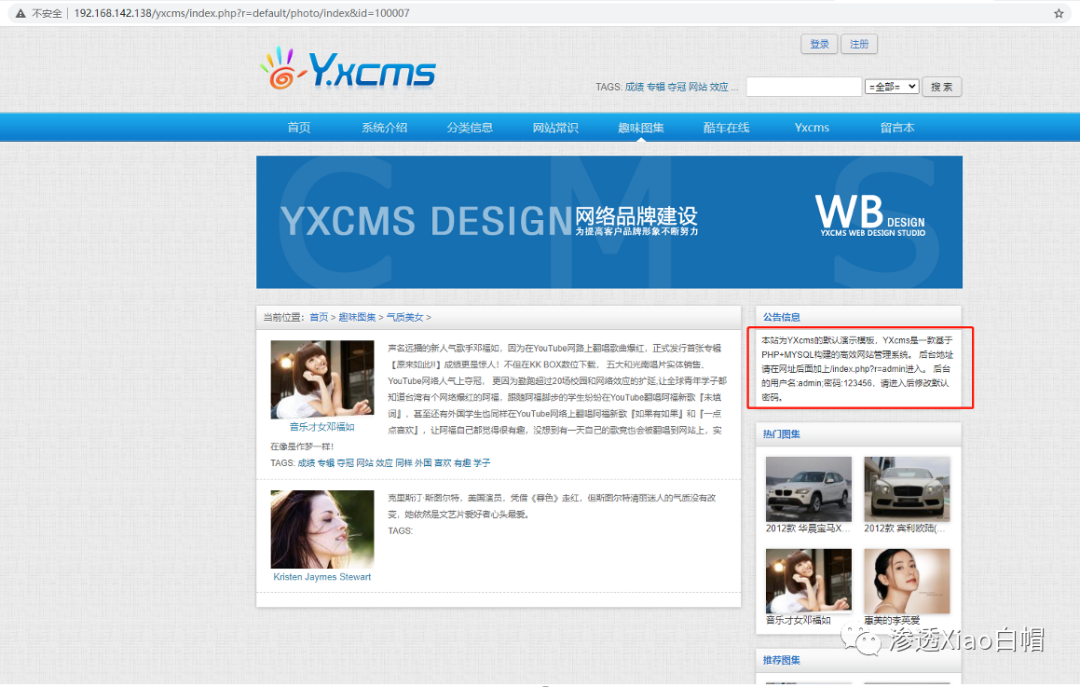 不安全 192.168.142.138/yxcms/index.php?r=default/photo/index&id=100007
登录 注册
Y.xcms
TAGS: 成绩 专辑 夺冠 网站 效应 ... =全部= 搜 索
首页 系统介绍 分类信息 网站常识 趣味图集 酷车在线 Yxcms 留言本
CMS
YXCMS DESIGN 网络品牌建设
为提高客户品牌形象不断努力
WB DESIGN
YXCMS WEB DESIGN STUDIO
当前位置：首页 > 趣味图集 > 气质美女 >
声名远播的新人气歌手邓福如，因为在YouTube网路上翻唱歌曲爆红，正式发行首张专辑
【原来如此!!】成绩更是惊人！不但在KK BOX数位下载、 五大和光南唱片实体销售、
YouTube网络人气上夺冠， 更因为歌跑超过20场校园和网络效应的扩延,让全球青年学子都
知道台湾有个网络爆红的阿福，跟随阿福脚步的学生纷纷在YouTube翻唱阿福新歌『未填
词』，甚至还有外国学生也同样在YouTube网络上翻唱阿福新歌『如果有如果』和『一点
点喜欢』，让阿福自己都觉得很有趣，没想到有一天自己的歌竟也会被翻唱到网站上，实
音乐才女邓福如
在像是作梦一样！
TAGS: 成绩 专辑 夺冠 网站 效应 同样 外国 喜欢 有趣 学子
克里斯汀·斯图尔特，美国演员，凭借《暮色》走红，但斯图尔特清丽迷人的气质没有改
变，她依然是文艺片爱好者心头最爱。
TAGS:
Kristen Jaymes Stewart
公告信息
本站为YXcms的默认演示模板，YXcms是一款基于
PHP+MYSQL构建的高效网站管理系统。 后台地址
请在网址后面加上/index.php?r=admin进入。 后台
的用户名:admin;密码:123456，请进入后修改默认
密码。
热门图集
2012款 华晨宝马X... 2012款 宾利欧陆(...
音乐才女邓福如 惠美的李英爱
渗透Xiao白帽
推荐图集